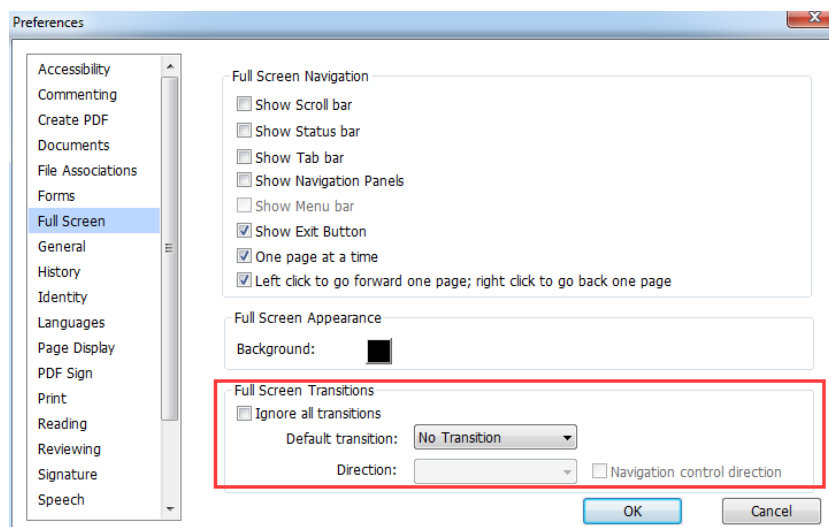 Preferences
Accessibility
Commenting
Create PDF
Documents
File Associations
Forms
Full Screen
General
History
Identity
Languages
Page Display
PDF Sign
Print
Reading
Reviewing
Signature
Speech
Full Screen Navigation
Show Scroll bar
Show Status bar
Show Tab bar
Show Navigation Panels
Show Menu bar
Show Exit Button
One page at a time
Left click to go forward one page; right click to go back one page
Full Screen Appearance
Background:
Full Screen Transitions
Ignore all transitions
Default transition: No Transition
Direction: Navigation control direction
OK Cancel